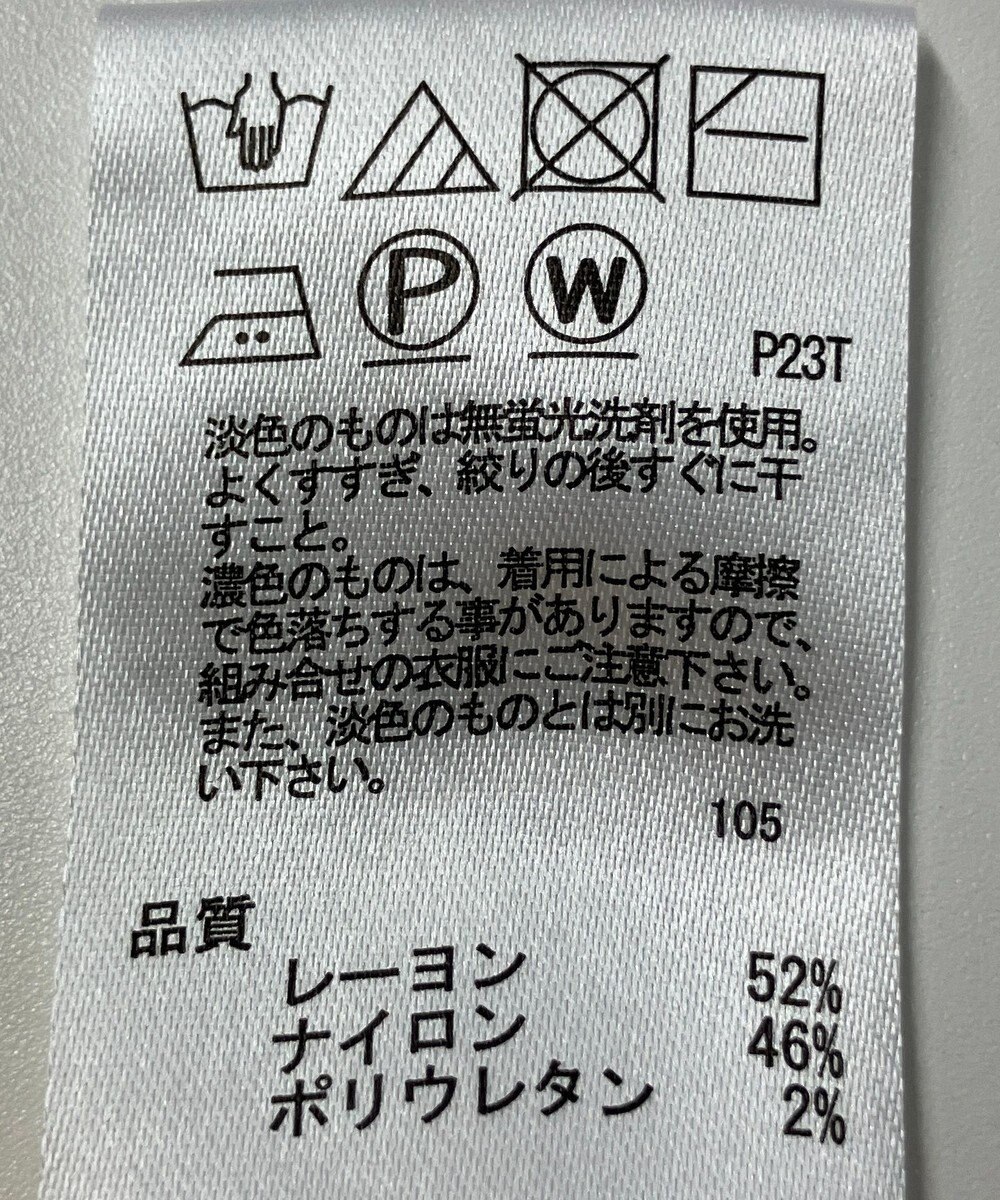 P W
P23T
淡色のものは無蛍光洗剤を使用。
よくすすぎ、絞りの後すぐに干
すこと。
濃色のものは、着用による摩擦
で色落ちする事がありますので、
組み合せの衣服にご注意下さい。
また、淡色のものとは別にお洗
い下さい。
105
品質
レーヨン 52%
ナイロン 46%
ポリウレタン 2%